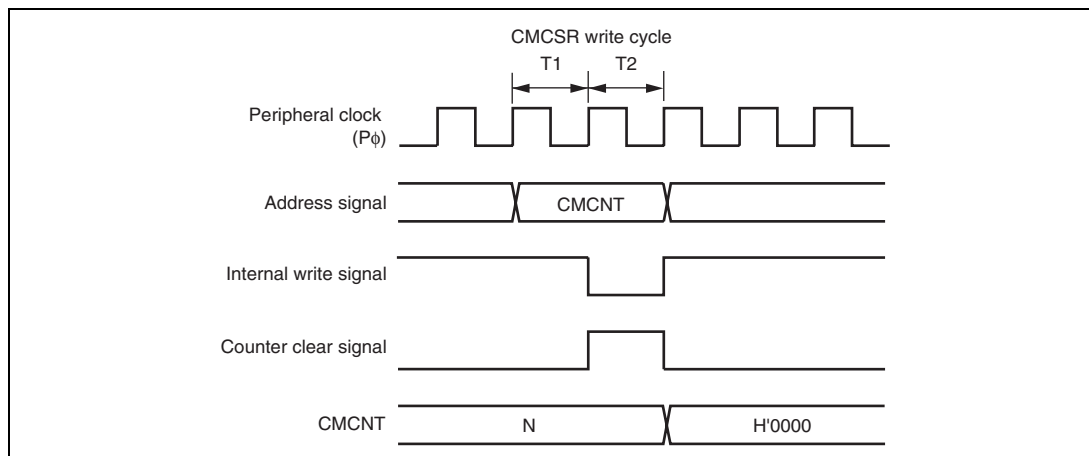 CMCSR write cycle
T1 T2
Peripheral clock
(Pϕ)
Address signal CMCNT
Internal write signal
Counter clear signal
CMCNT N H'0000